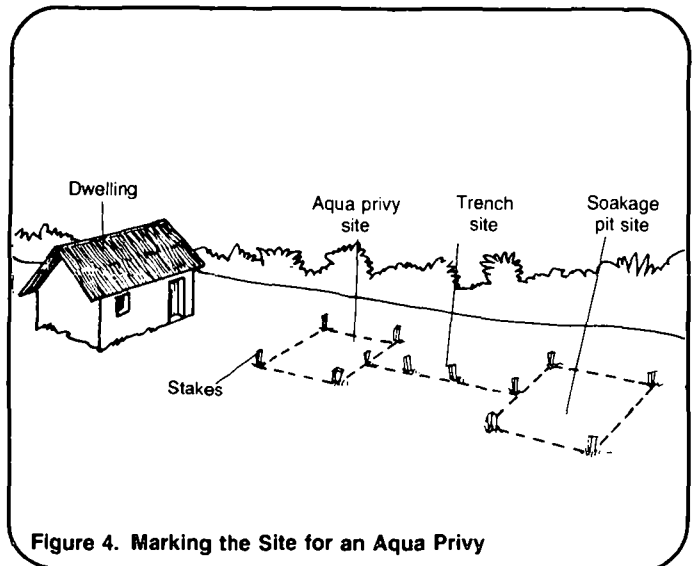 Dwelling
Aqua privy
site
Trench
site
Soakage
pit site
Stakes
Figure 4. Marking the Site for an Aqua Privy